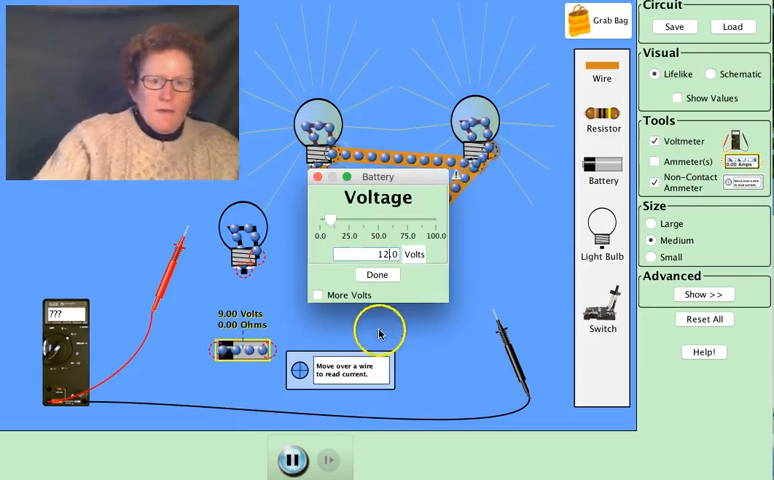 Grab Bag
Wire
Resistor
Battery
Light Bulb
Switch
Circuit
Save Load
Visual
Lifelike Schematic
Show Values
Tools
Voltmeter
Ammeter(s)
0.00 Amps
Non-Contact
Ammeter
Size
Large
Medium
Small
Advanced
Show >>
Reset All
Help!
Battery
Voltage
0.0 25.0 50.0 75.0 100.0
12.0 Volts
Done
More Volts
???
9.00 Volts
0.00 Ohms
Move over a wire
to read current.